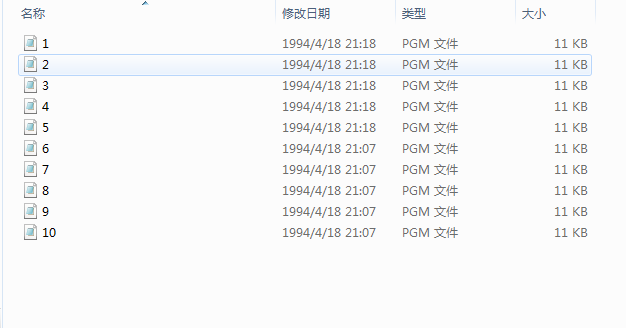 名称 修改日期 类型 大小
1 1994/4/18 21:18 PGM 文件 11 KB
2 1994/4/18 21:18 PGM 文件 11 KB
3 1994/4/18 21:18 PGM 文件 11 KB
4 1994/4/18 21:18 PGM 文件 11 KB
5 1994/4/18 21:18 PGM 文件 11 KB
6 1994/4/18 21:07 PGM 文件 11 KB
7 1994/4/18 21:07 PGM 文件 11 KB
8 1994/4/18 21:07 PGM 文件 11 KB
9 1994/4/18 21:07 PGM 文件 11 KB
10 1994/4/18 21:07 PGM 文件 11 KB